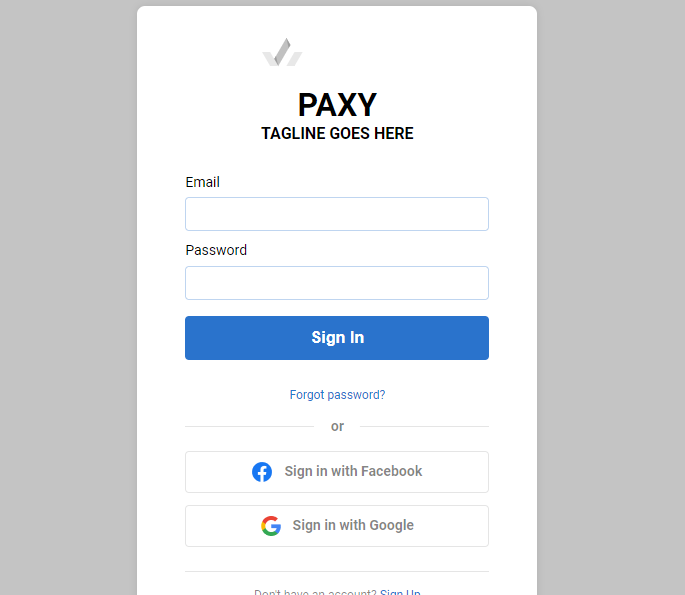 PAXY
TAGLINE GOES HERE
Email
Password
Sign In
Forgot password?
or
Sign in with Facebook
Sign in with Google
Don't have an account? Sign Up